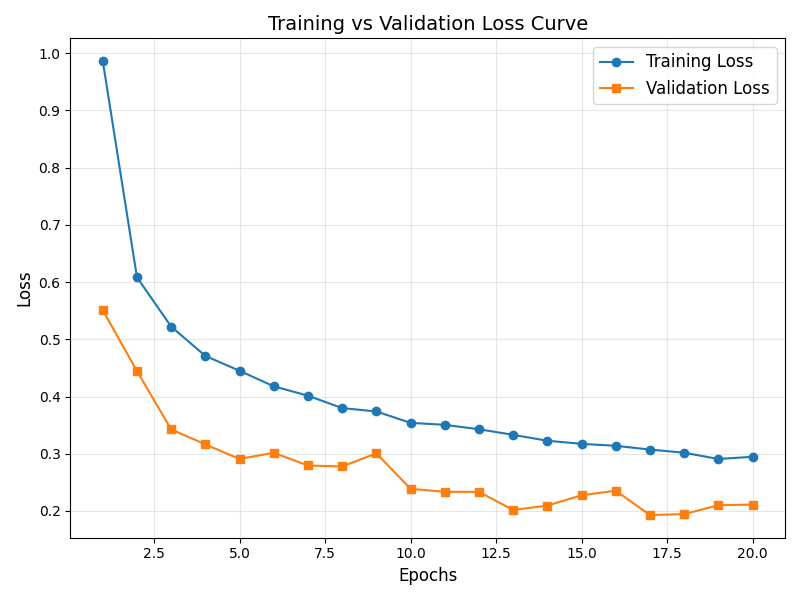 Training vs Validation Loss Curve
Training Loss
Validation Loss
1.0
0.9
0.8
0.7
0.6
0.5
0.4
0.3
0.2
Loss
2.5 5.0 7.5 10.0 12.5 15.0 17.5 20.0
Epochs